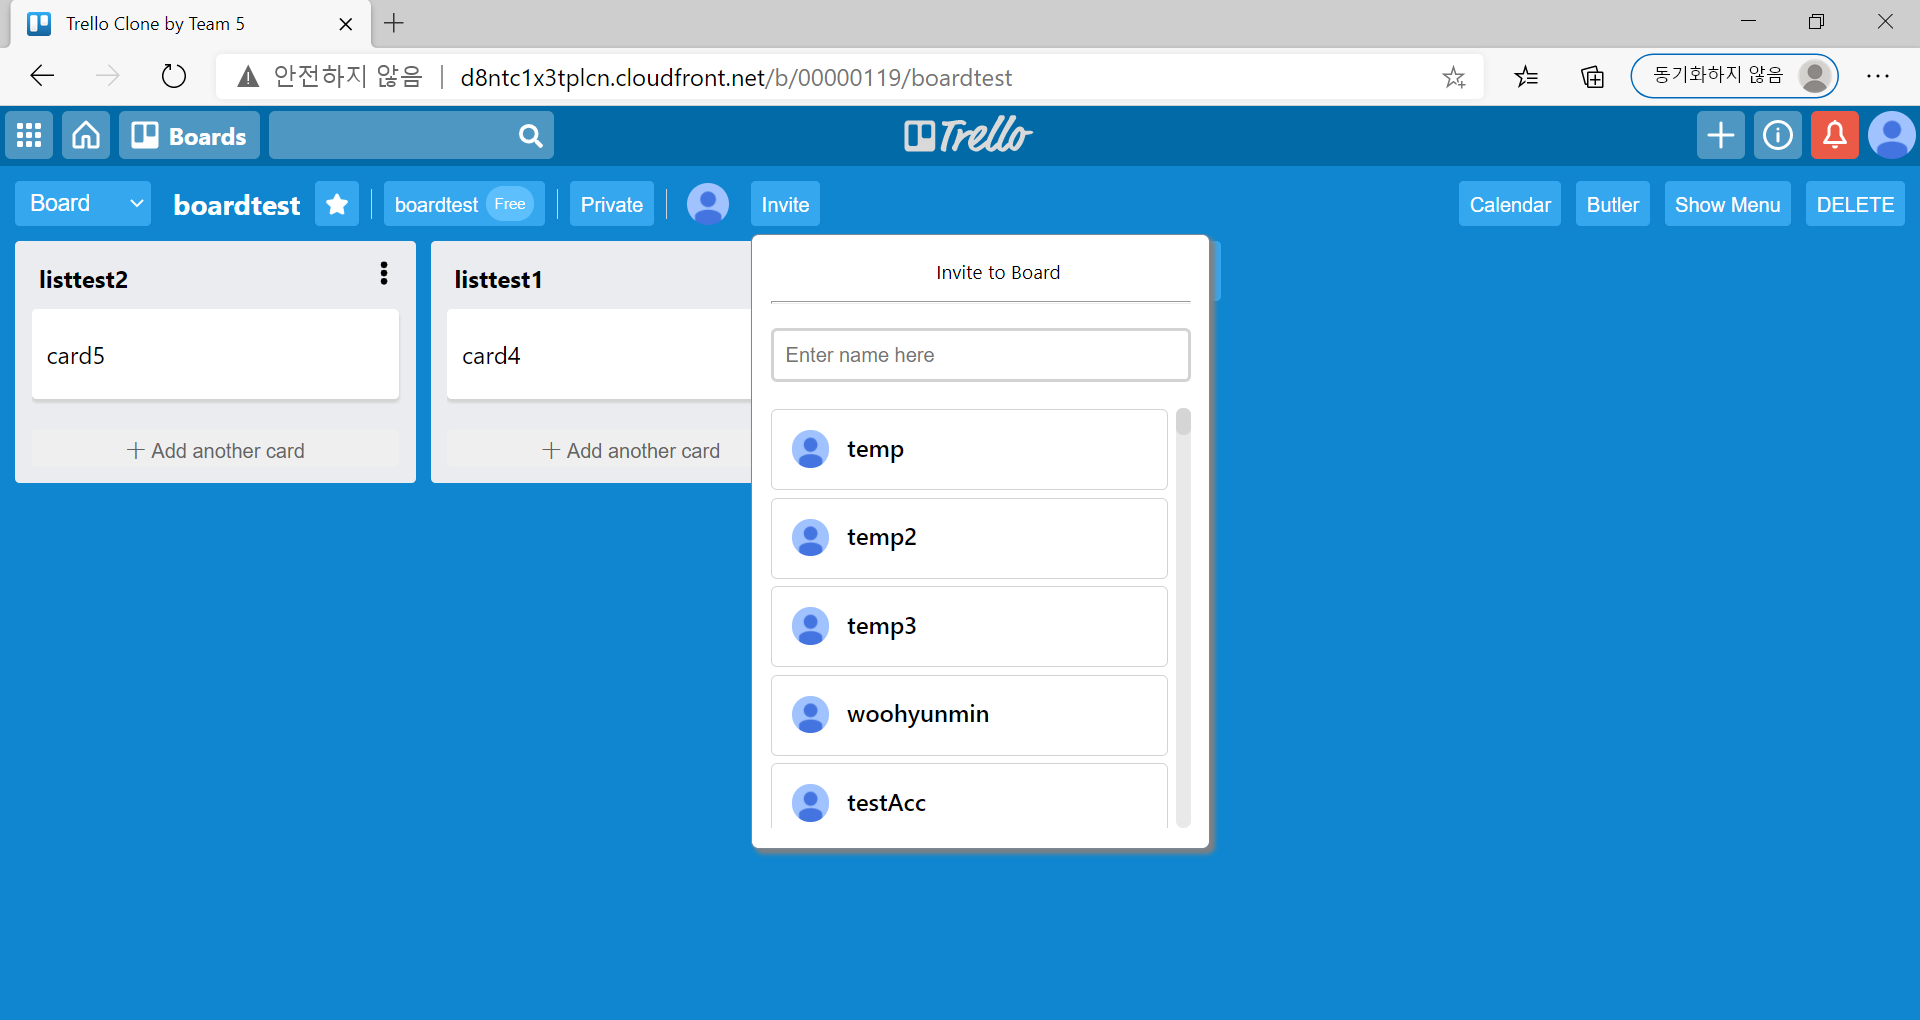 Trello Clone by Team 5
안전하지 않음 d8ntc1x3tplcn.cloudfront.net/b/00000119/boardtest 동기화하지 않음
Boards Trello
Board boardtest boardtest Free Private Invite Calendar Butler Show Menu DELETE
listtest2
card5
+ Add another card
listtest1
card4
+ Add another card
Invite to Board
Enter name here
temp
temp2
temp3
woohyunmin
testAcc